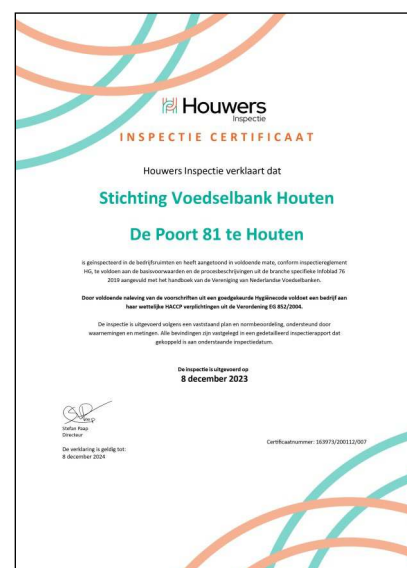 Houwers
Inspectie
INSPECTIE CERTIFICAAT
Houwers Inspectie verklaart dat
Stichting Voedselbank Houten
De Poort 81 te Houten
is geïnspecteerd in de bedrijfsruimten en heeft aangetoond in voldoende mate, conform inspectiereglement
HG, te voldoen aan de basisvoorwaarden en de procesbeschrijvingen uit de branche specifieke Infoblad 76
2019 aangevuld met het handboek van de Vereniging van Nederlandse Voedselbanken.
Door voldoende naleving van de voorschriften uit een goedgekeurde Hygiënecode voldoet een bedrijf aan
haar wettelijke HACCP verplichtingen uit de Verordening EG 852/2004.
De inspectie is uitgevoerd volgens een vaststaand plan en normbeoordeling, ondersteund door
waarnemingen en metingen. Alle bevindingen zijn vastgelegd in een gedetailleerd inspectierapport dat
gekoppeld is aan onderstaande inspectiedatum.
De inspectie is uitgevoerd op
8 december 2023
Stefan Raap
Directeur
Certificaatnummer: 163973/200112/007
De verklaring is geldig tot:
8 december 2024